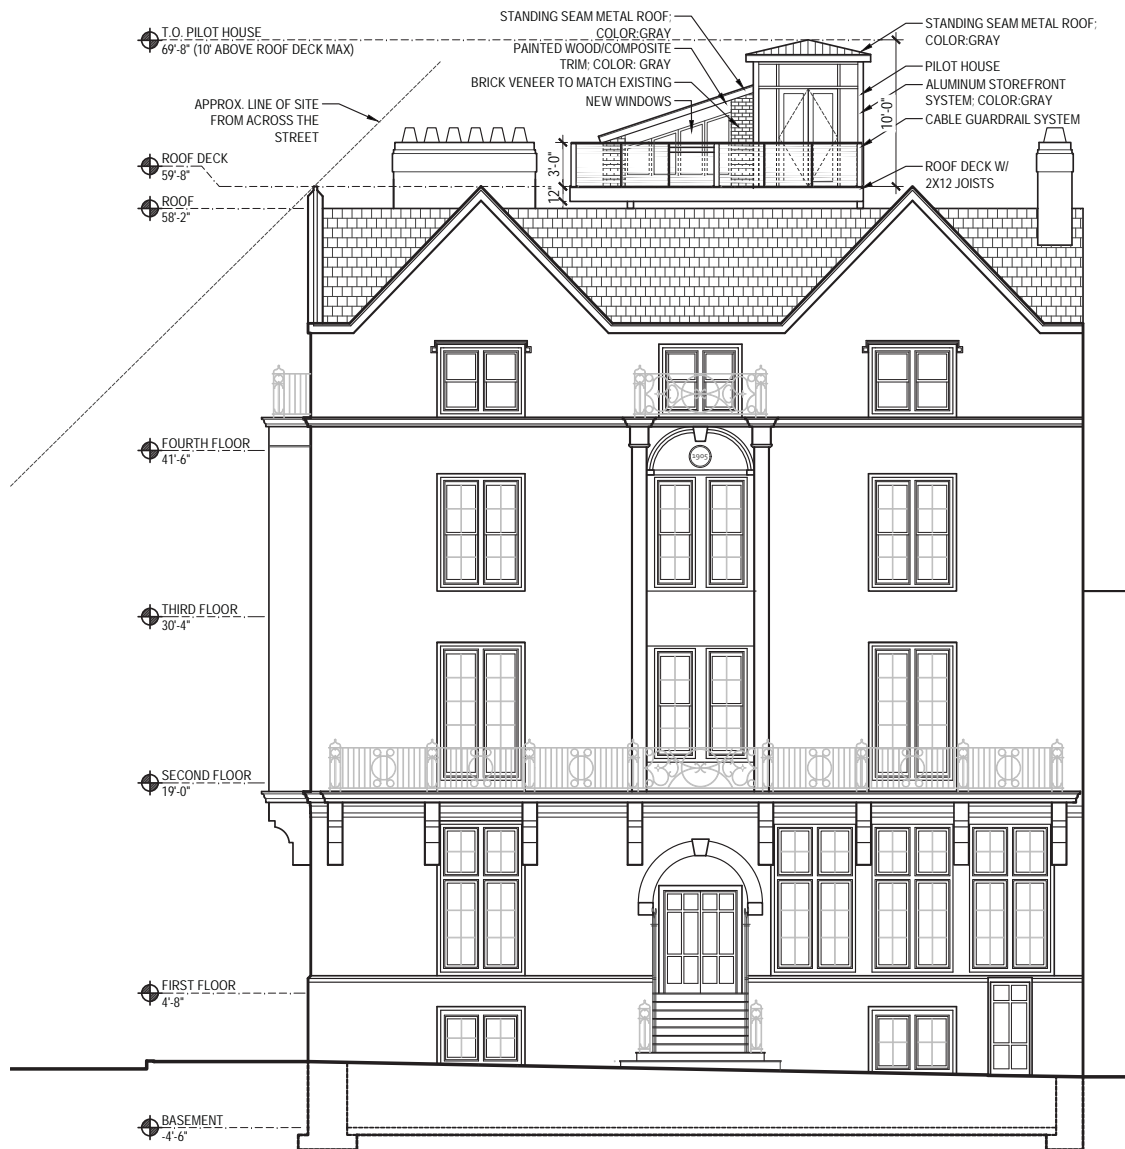 T.O. PILOT HOUSE
69'-8" (10' ABOVE ROOF DECK MAX)
STANDING SEAM METAL ROOF;
COLOR:GRAY
PAINTED WOOD/COMPOSITE
TRIM; COLOR: GRAY
BRICK VENEER TO MATCH EXISTING
NEW WINDOWS
STANDING SEAM METAL ROOF;
COLOR:GRAY
PILOT HOUSE
ALUMINUM STOREFRONT
SYSTEM; COLOR:GRAY
CABLE GUARDRAIL SYSTEM
10'-0"
APPROX. LINE OF SITE
FROM ACROSS THE
STREET
ROOF DECK
59'-8"
3'-0"
12"
ROOF DECK W/
2X12 JOISTS
ROOF
58'-2"
FOURTH FLOOR
41'-6"
1905
THIRD FLOOR
30'-4"
SECOND FLOOR
19'-0"
FIRST FLOOR
4'-8"
BASEMENT
-4'-6"